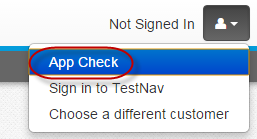 Not Signed In
App Check
Sign in to TestNav
Choose a different customer